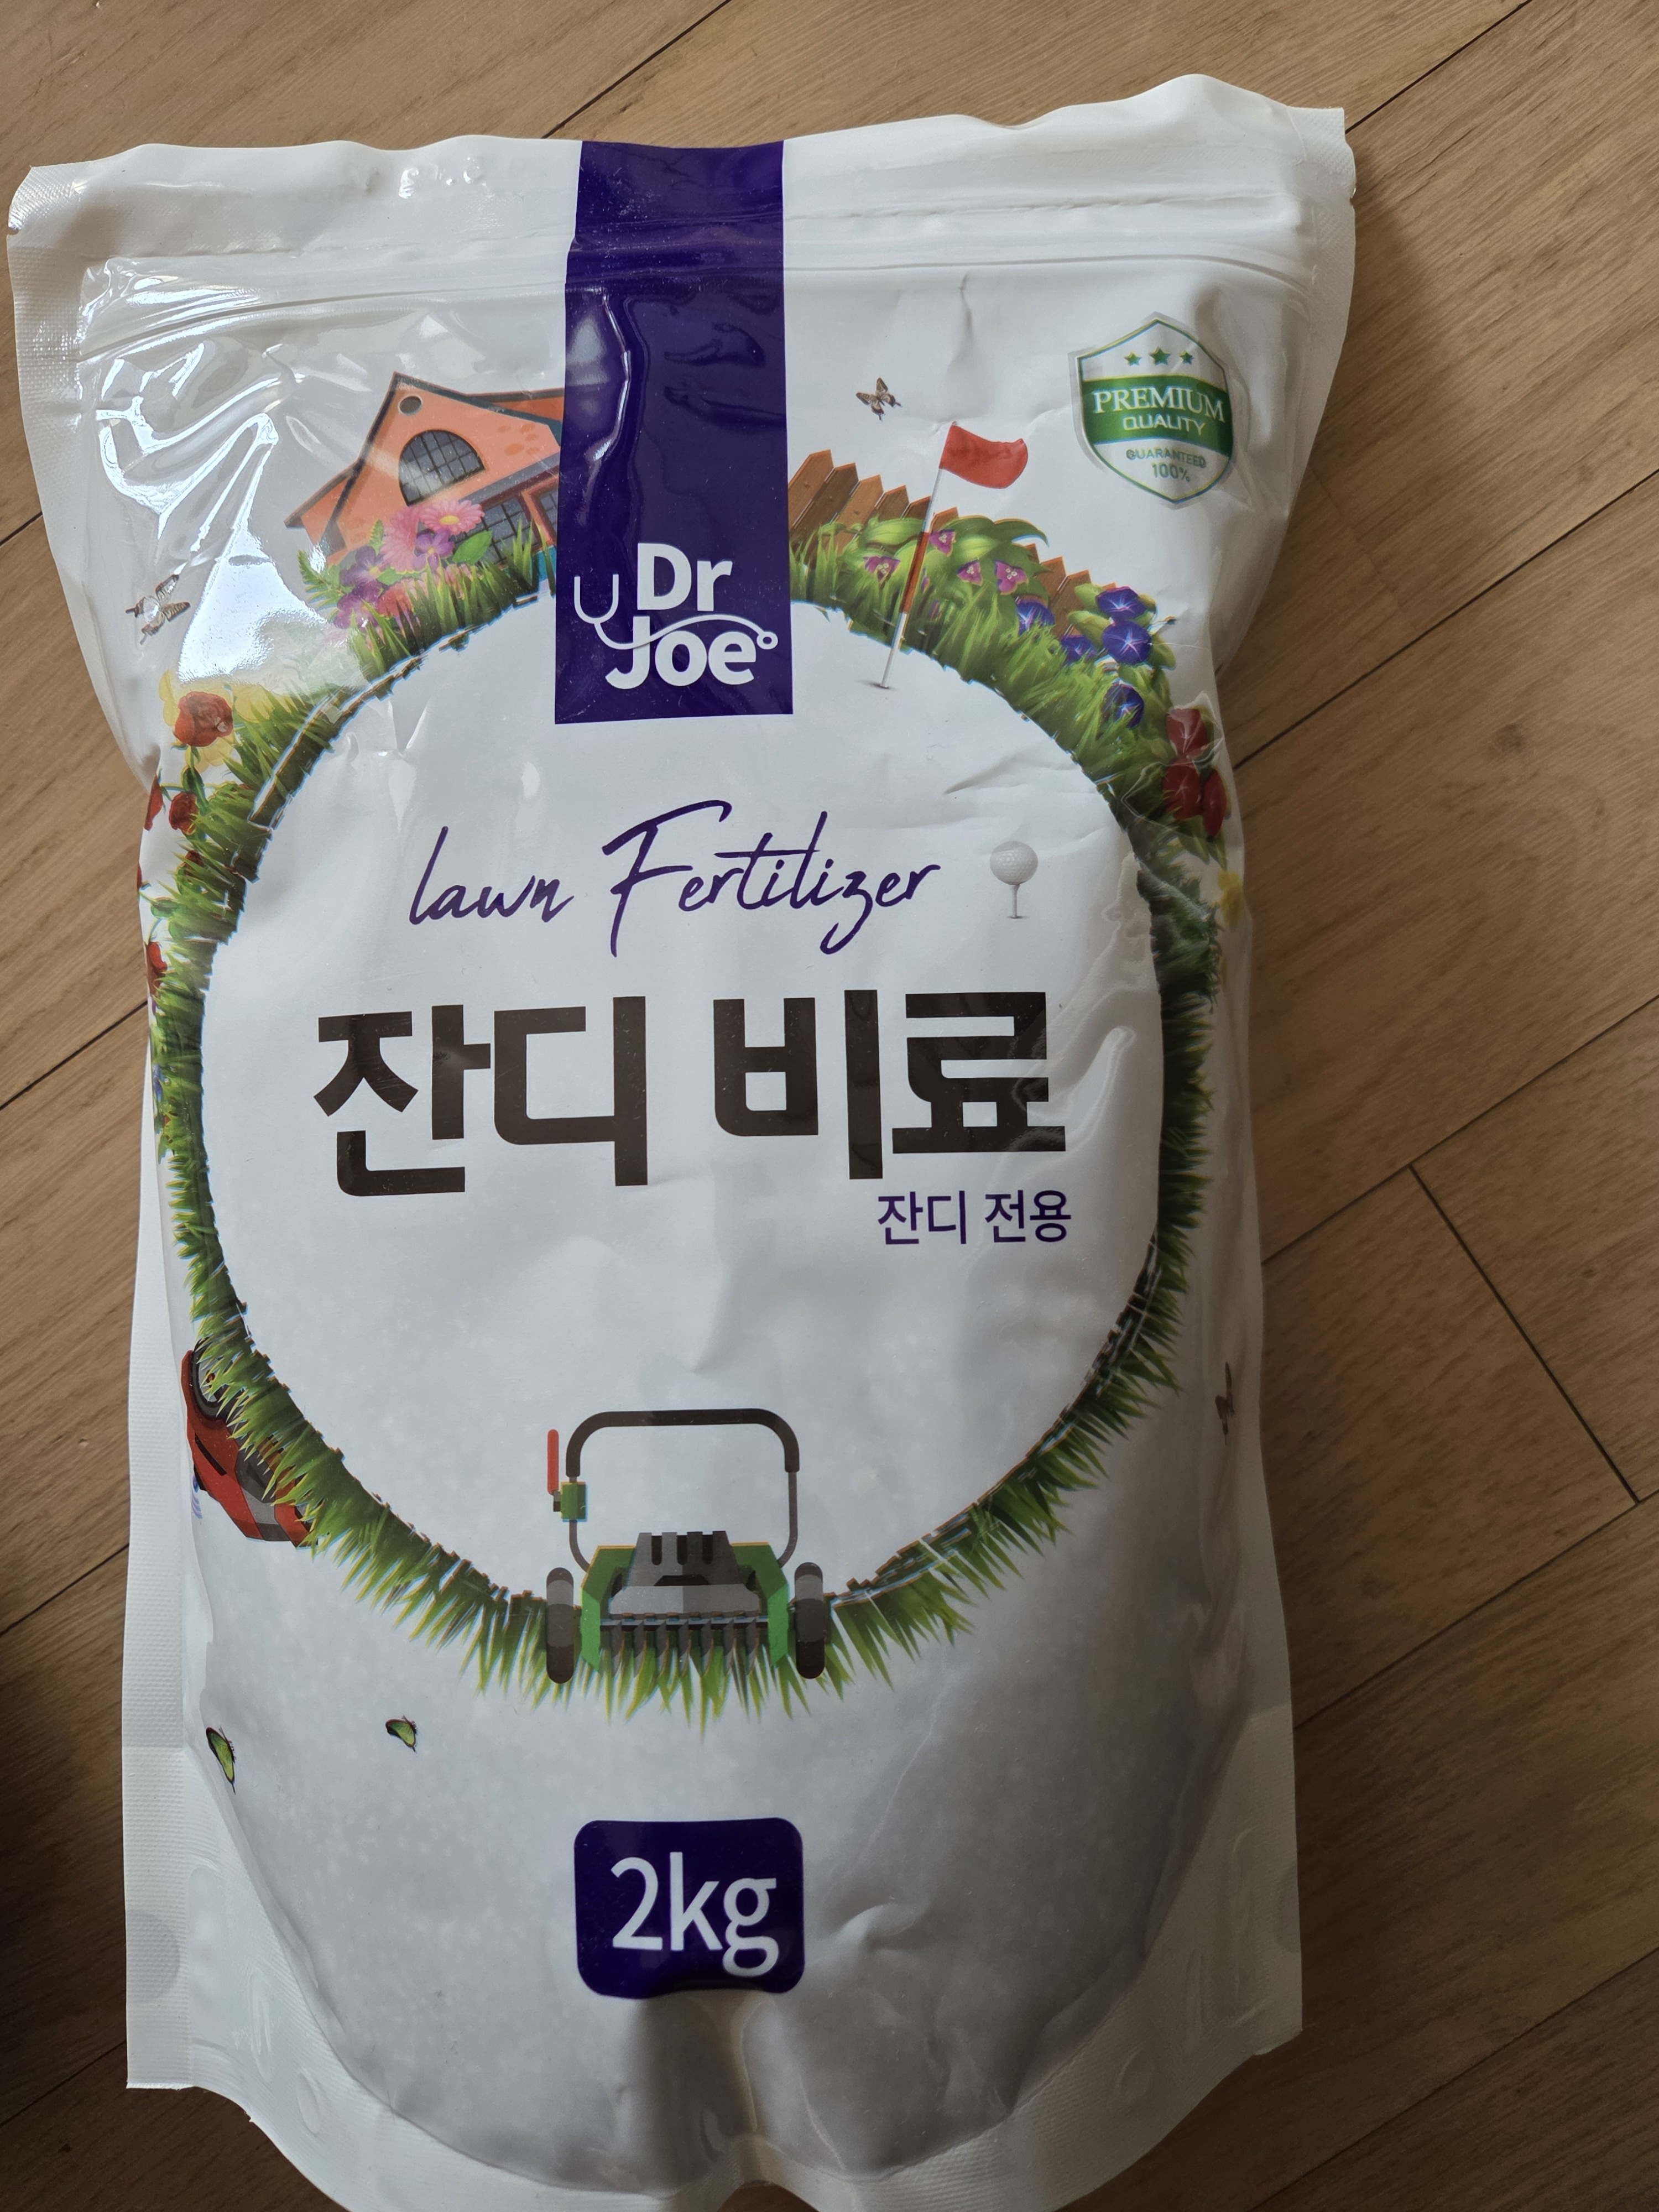 PREMIUM
QUALITY
GUARANTEED
100%
Dr
Joe
lawn Fertilizer
잔디 비료
잔디 전용
2kg